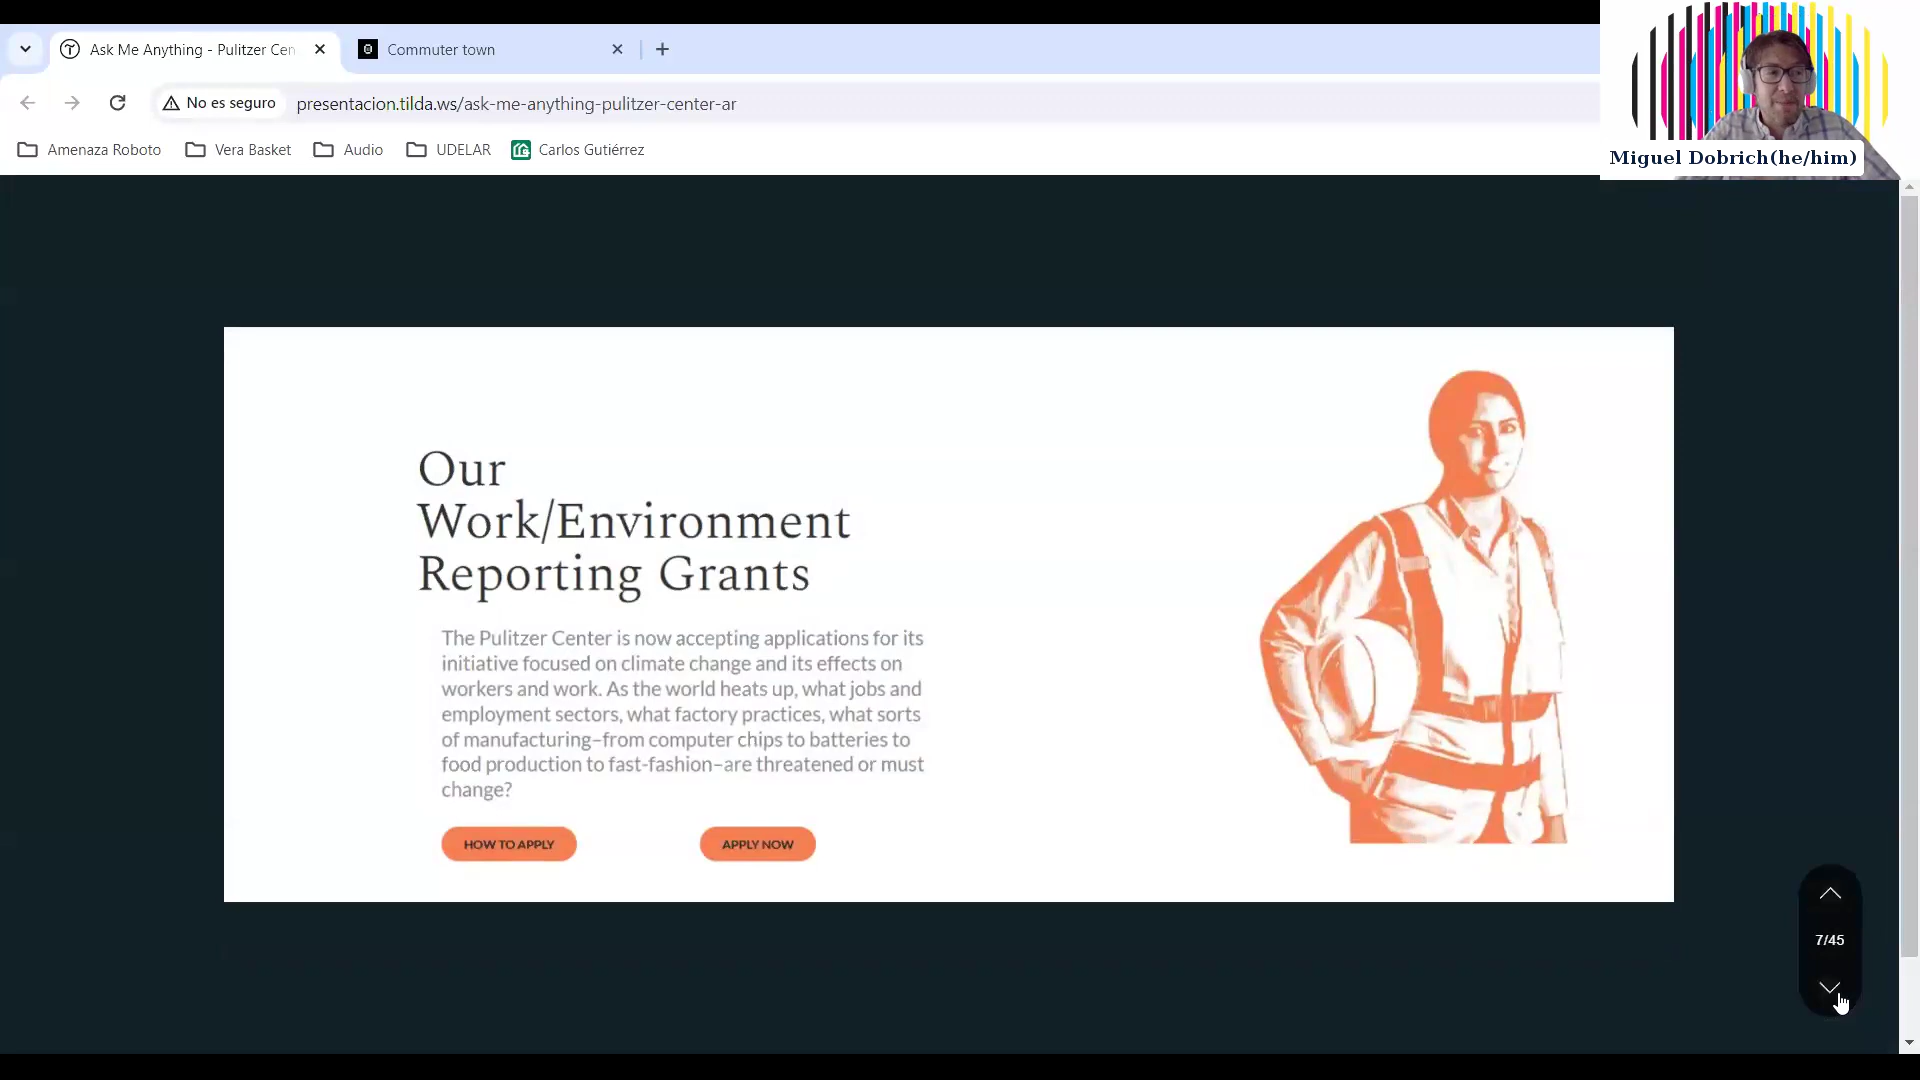 Ask Me Anything - Pulitzer Cen
Commuter town
No es seguro
presentacion.tilda.ws/ask-me-anything-pulitzer-center-ar
Amenaza Roboto
Vera Basket
Audio
UDELAR
Carlos Gutiérrez
Miguel Dobrich(he/him)
Our
Work/Environment
Reporting Grants
The Pulitzer Center is now accepting applications for its
initiative focused on climate change and its effects on
workers and work. As the world heats up, what jobs and
employment sectors, what factory practices, what sorts
of manufacturing–from computer chips to batteries to
food production to fast-fashion–are threatened or must
change?
HOW TO APPLY
APPLY NOW
7/45